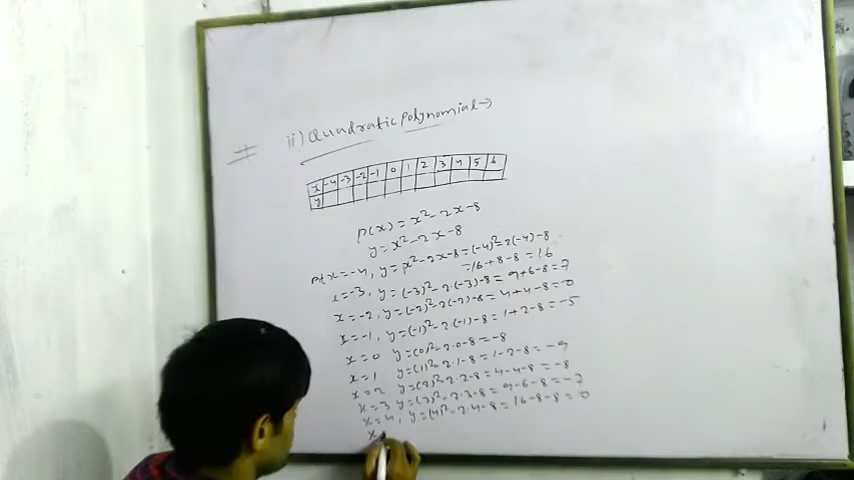 ii) Quadratic Polynomial→
x -4 -3 -2 -1 0 1 2 3 4 5 6
y
p(x) = x²-2x-8
y = x²-2x-8
At x=-4, y = x²-2x-8 = (-4)²-2(-4)-8
=16+8-8=16
x=-3, y=(-3)²-2·(-3)-8=9+6-8=7
x=-2, y=(-2)²-2(-2)-8=4+4-8=0
x=-1, y=(-1)²-2(-1)-8=1+2-8=-5
x=0 y=(0)²-2·0-8=-8
x=1 y=(1)²-2·1-8=1-2-8=-9
x=2 y=(2)²-2·2-8=4-4-8=-8
x=3 y=(3)²-2·3-8=9-6-8=-7
x=4, y=(4)²-2·4-8=16-8-8=0
x